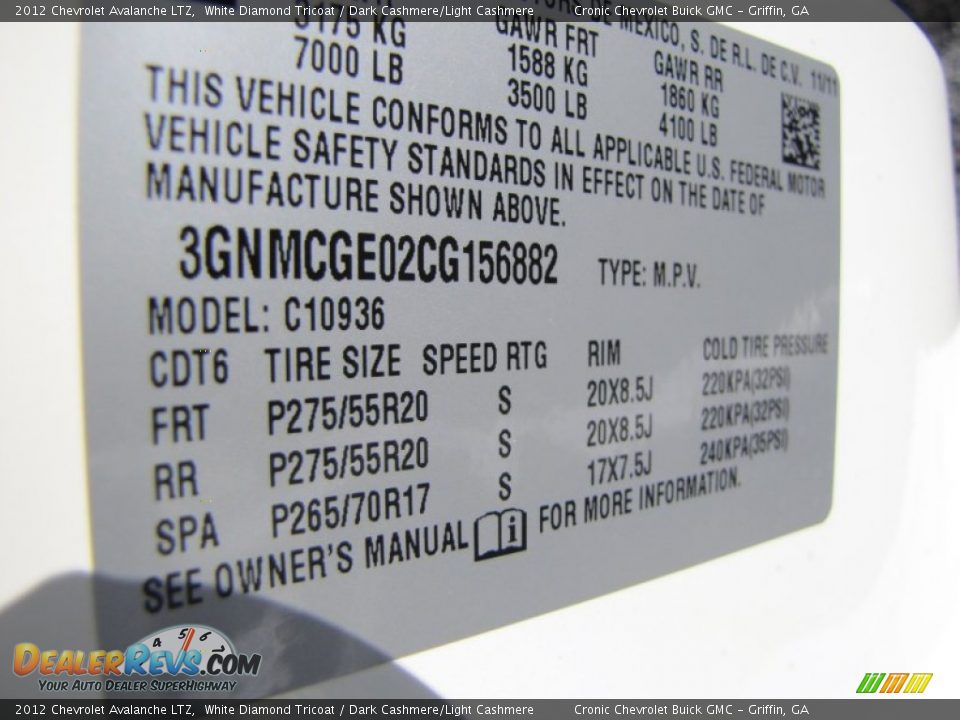 2012 Chevrolet Avalanche LTZ, White Diamond Tricoat / Dark Cashmere/Light Cashmere Cronic Chevrolet Buick GMC – Griffin, GA
DE MEXICO, S. DE R.L. DE C.V. 11/11
GAWR FRT GAWR RR
3175 KG 1588 KG 1860 KG
7000 LB 3500 LB 4100 LB
THIS VEHICLE CONFORMS TO ALL APPLICABLE U.S. FEDERAL MOTOR
VEHICLE SAFETY STANDARDS IN EFFECT ON THE DATE OF
MANUFACTURE SHOWN ABOVE.
3GNMCGE02CG156882 TYPE: M.P.V.
MODEL: C10936
CDT6 TIRE SIZE SPEED RTG RIM COLD TIRE PRESSURE
FRT P275/55R20 S 20X8.5J 220KPA(32PSI)
RR P275/55R20 S 20X8.5J 220KPA(32PSI)
SPA P265/70R17 S 17X7.5J 240KPA(35PSI)
SEE OWNER'S MANUAL i FOR MORE INFORMATION.
DEALERREVS.COM
YOUR AUTO DEALER SUPERHIGHWAY
2012 Chevrolet Avalanche LTZ, White Diamond Tricoat / Dark Cashmere/Light Cashmere Cronic Chevrolet Buick GMC – Griffin, GA